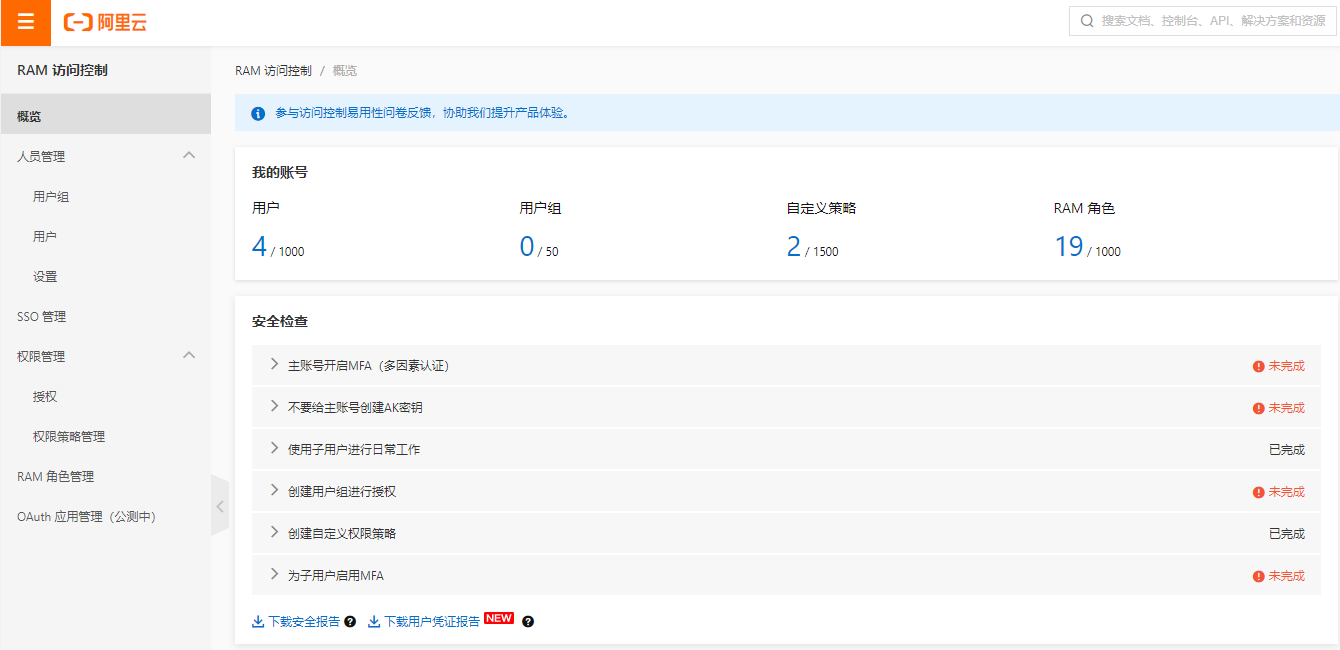 阿里云
搜索文档、控制台、API、解决方案和资源
RAM 访问控制
概览
人员管理
用户组
用户
设置
SSO 管理
权限管理
授权
权限策略管理
RAM 角色管理
OAuth 应用管理（公测中）
RAM 访问控制 / 概览
参与访问控制易用性问卷反馈，协助我们提升产品体验。
我的账号
用户 用户组 自定义策略 RAM 角色
4 / 1000 0 / 50 2 / 1500 19 / 1000
安全检查
主账号开启MFA（多因素认证） 未完成
不要给主账号创建AK密钥 未完成
使用子用户进行日常工作 已完成
创建用户组进行授权 未完成
创建自定义权限策略 已完成
为子用户启用MFA 未完成
下载安全报告 下载用户凭证报告 NEW